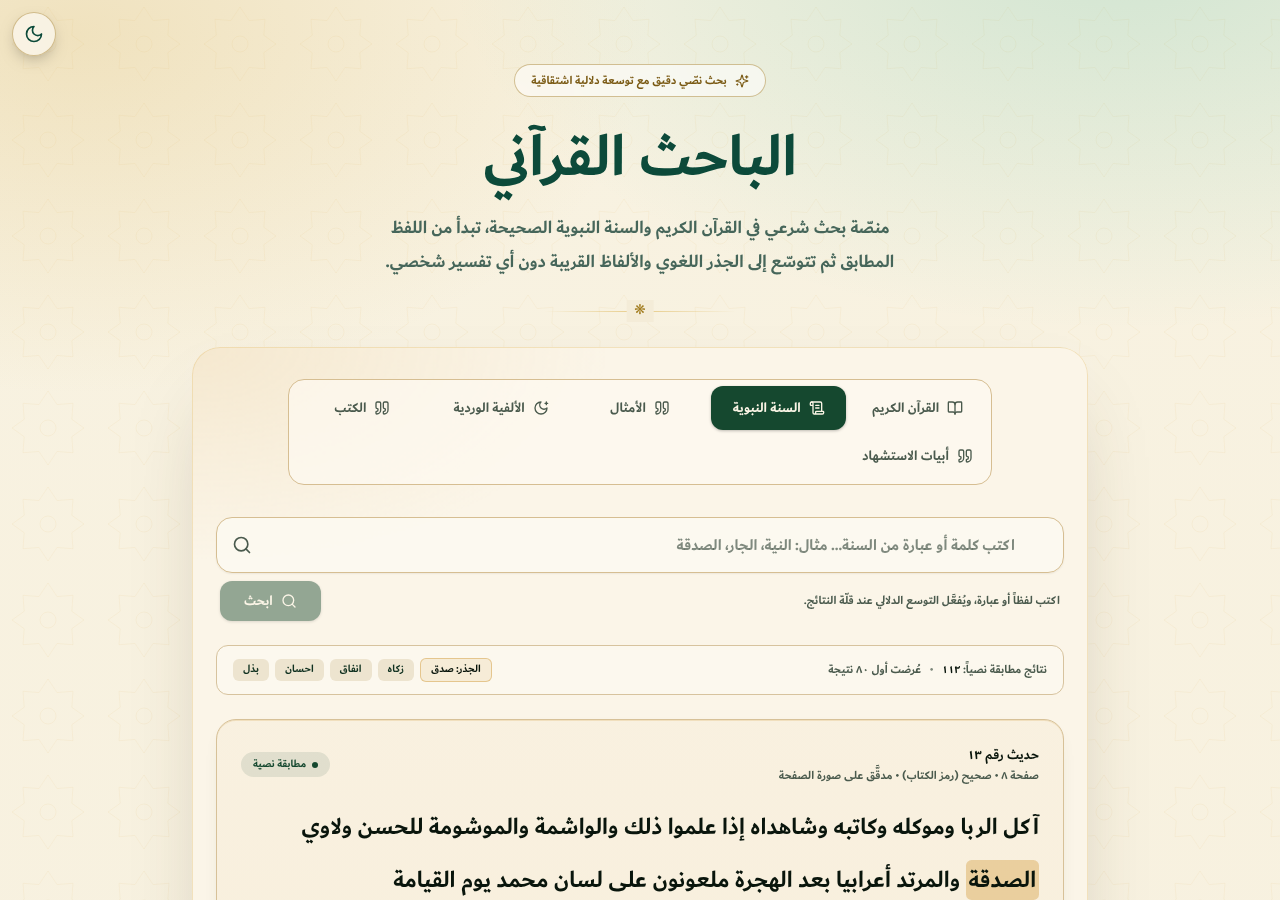 بحث نصّي دقيق مع توسعة دلالية اشتقاقية
الباحث القرآني
منصّة بحث شرعي في القرآن الكريم والسنة النبوية الصحيحة، تبدأ من اللفظ
المطابق ثم تتوسّع إلى الجذر اللغوي والألفاظ القريبة دون أي تفسير شخصي.
القرآن الكريم
السنة النبوية
الأمثال
الألفية الوردية
الكتب
أبيات الاستشهاد
اكتب كلمة أو عبارة من السنة... مثال: النية، الجار، الصدقة
اكتب لفظاً أو عبارة، ويُفعَّل التوسع الدلالي عند قلّة النتائج.
ابحث
نتائج مطابقة نصياً: ١١٣ • عُرضت أول ٨٠ نتيجة
الجذر: صدق
زكاه
انفاق
احسان
بذل
حديث رقم ١٣
صفحة ٨ • صحيح (رمز الكتاب) • مدقَّق على صورة الصفحة
مطابقة نصية
آكل الربا وموكله وكاتبه وشاهداه إذا علموا ذلك والواشمة والموشومة للحسن ولاوي
الصدقة والمرتد أعرابيا بعد الهجرة ملعونون على لسان محمد يوم القيامة